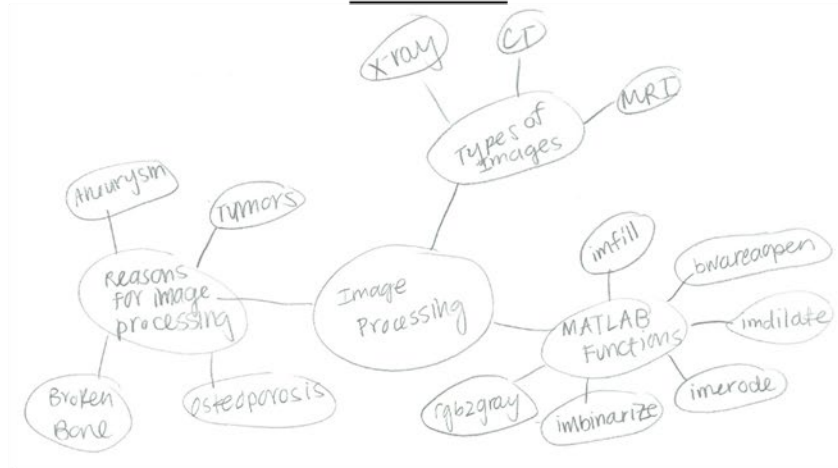 X-ray
CT
MRI
Types of
Images
Aneurysm
Tumors
Reasons
for image
processing
Broken
Bone
osteoporosis
Image
Processing
MATLAB
Functions
imfill
bwareaopen
imdilate
imerode
imbinarize
rgb2gray